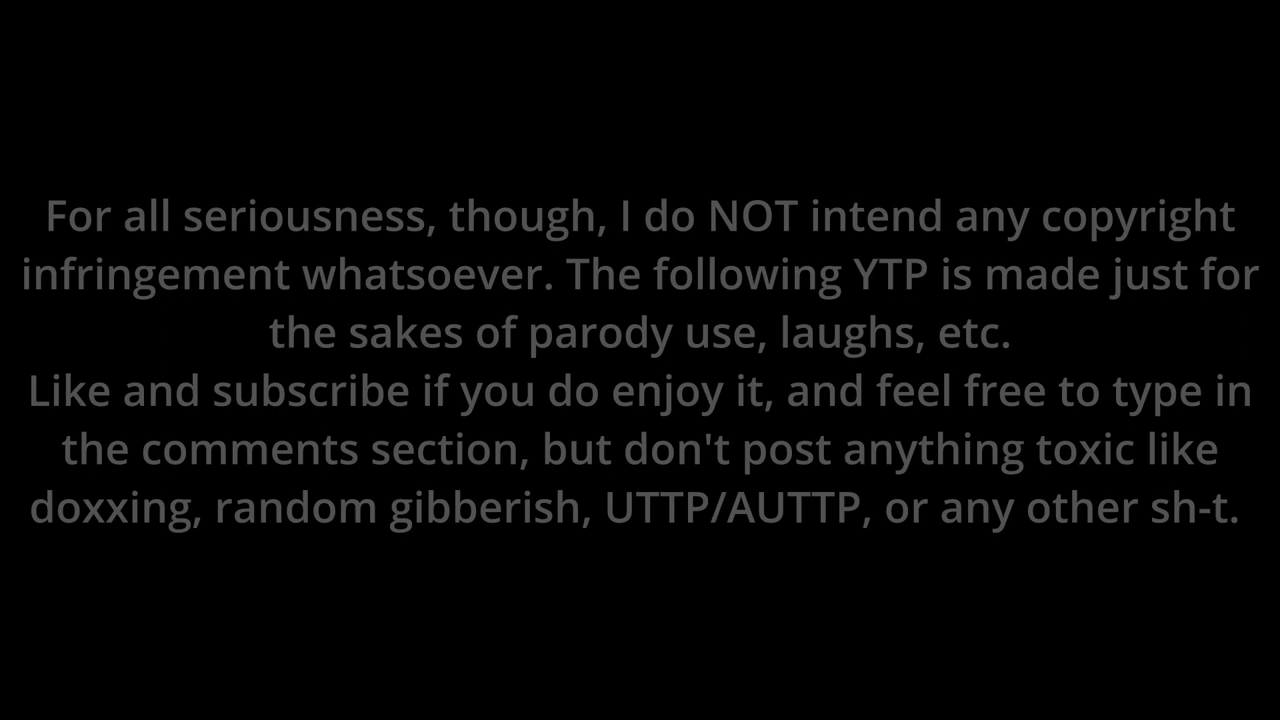 For all seriousness, though, I do NOT intend any copyright
infringement whatsoever. The following YTP is made just for
the sakes of parody use, laughs, etc.
Like and subscribe if you do enjoy it, and feel free to type in
the comments section, but don't post anything toxic like
doxxing, random gibberish, UTTP/AUTTP, or any other sh-t.